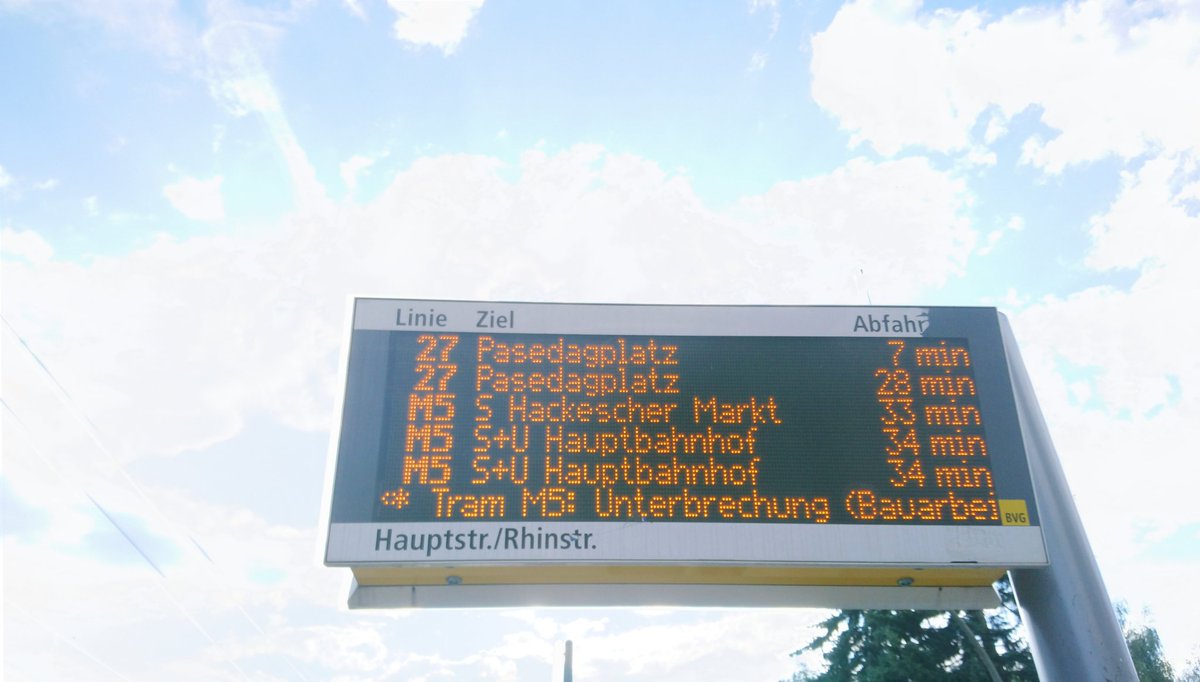 Linie Ziel Abfahr
27 Pasedagplatz 7 min
27 Pasedagplatz 28 min
M5 S Hackescher Markt 33 min
M5 S+U Hauptbahnhof 34 min
M5 S+U Hauptbahnhof 34 min
Tram M5: Unterbrechung (Bauarbei
BVG
Hauptstr./Rhinstr.